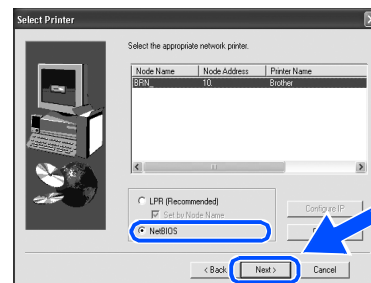 Select Printer
Select the appropriate network printer.
Node Name Node Address Printer Name
BRN_ 10. Brother
LPR (Recommended)
Set by Node Name
Configure IP
NetBIOS
< Back Next > Cancel